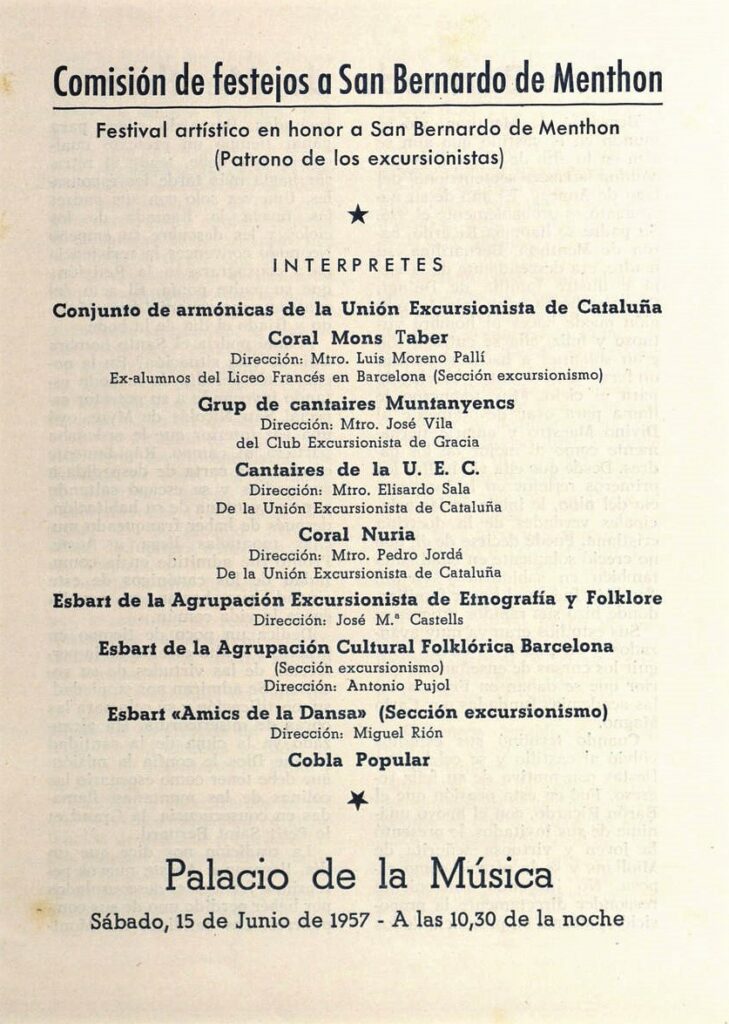 Comisión de festejos a San Bernardo de Menthon
Festival artístico en honor a San Bernardo de Menthon
(Patrono de los excursionistas)
INTERPRETES
Conjunto de armónicas de la Unión Excursionista de Cataluña
Coral Mons Taber
Dirección: Mtro. Luis Moreno Pallí
Ex-alumnos del Liceo Francés en Barcelona (Sección excursionismo)
Grup de cantaires Muntanyencs
Dirección: Mtro. José Vila
del Club Excursionista de Gracia
Cantaires de la U. E. C.
Dirección: Mtro. Elisardo Sala
De la Unión Excursionista de Cataluña
Coral Nuria
Dirección: Mtro. Pedro Jordá
De la Unión Excursionista de Cataluña
Esbart de la Agrupación Excursionista de Etnografía y Folklore
Dirección: José M.ª Castells
Esbart de la Agrupación Cultural Folklórica Barcelona
(Sección excursionismo)
Dirección: Antonio Pujol
Esbart «Amics de la Dansa» (Sección excursionismo)
Dirección: Miguel Rión
Cobla Popular
Palacio de la Música
Sábado, 15 de Junio de 1957 - A las 10,30 de la noche